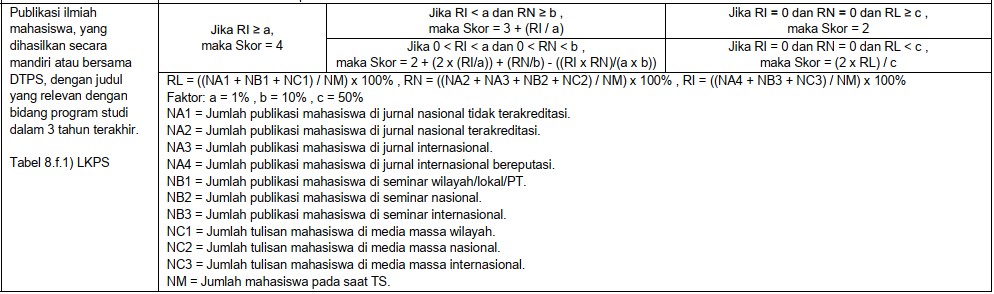 Publikasi ilmiah
mahasiswa, yang
dihasilkan secara
mandiri atau bersama
DTPS, dengan judul
yang relevan dengan
bidang program studi
dalam 3 tahun terakhir.
Tabel 8.f.1) LKPS
Jika RI ≥ a,
maka Skor = 4
Jika RI < a dan RN ≥ b ,
maka Skor = 3 + (RI / a)
Jika 0 < RI < a dan 0 < RN < b ,
maka Skor = 2 + (2 x (RI/a)) + (RN/b) - ((RI x RN)/(a x b))
Jika RI = 0 dan RN = 0 dan RL ≥ c ,
maka Skor = 2
Jika RI = 0 dan RN = 0 dan RL < c ,
maka Skor = (2 x RL) / c
RL = ((NA1 + NB1 + NC1) / NM) x 100% , RN = ((NA2 + NA3 + NB2 + NC2) / NM) x 100% , RI = ((NA4 + NB3 + NC3) / NM) x 100%
Faktor: a = 1% , b = 10% , c = 50%
NA1 = Jumlah publikasi mahasiswa di jurnal nasional tidak terakreditasi.
NA2 = Jumlah publikasi mahasiswa di jurnal nasional terakreditasi.
NA3 = Jumlah publikasi mahasiswa di jurnal internasional.
NA4 = Jumlah publikasi mahasiswa di jurnal internasional bereputasi.
NB1 = Jumlah publikasi mahasiswa di seminar wilayah/lokal/PT.
NB2 = Jumlah publikasi mahasiswa di seminar nasional.
NB3 = Jumlah publikasi mahasiswa di seminar internasional.
NC1 = Jumlah tulisan mahasiswa di media massa wilayah.
NC2 = Jumlah tulisan mahasiswa di media massa nasional.
NC3 = Jumlah tulisan mahasiswa di media massa internasional.
NM = Jumlah mahasiswa pada saat TS.